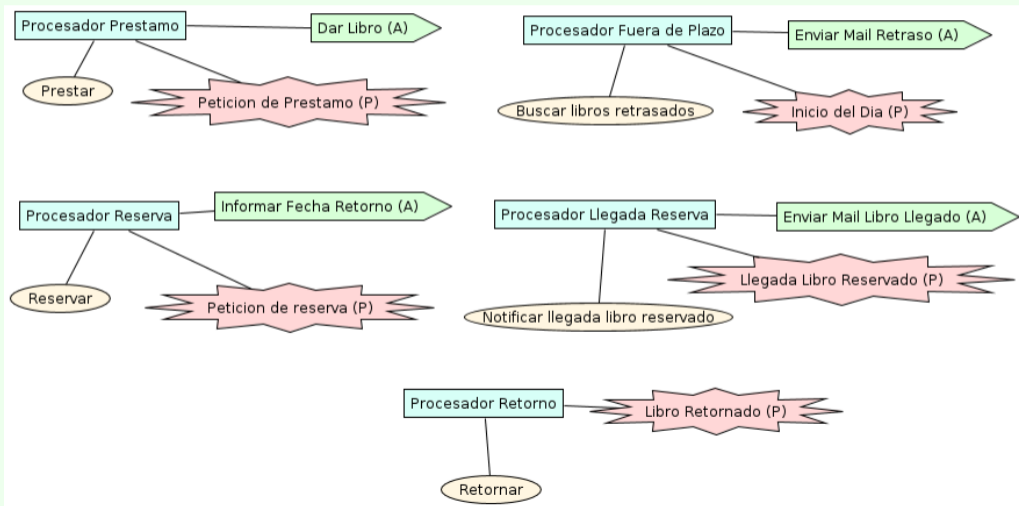 Procesador Prestamo
Dar Libro (A)
Prestar
Peticion de Prestamo (P)
Procesador Fuera de Plazo
Enviar Mail Retraso (A)
Buscar libros retrasados
Inicio del Dia (P)
Procesador Reserva
Informar Fecha Retorno (A)
Reservar
Peticion de reserva (P)
Procesador Llegada Reserva
Enviar Mail Libro Llegado (A)
Llegada Libro Reservado (P)
Notificar llegada libro reservado
Procesador Retorno
Libro Retornado (P)
Retornar